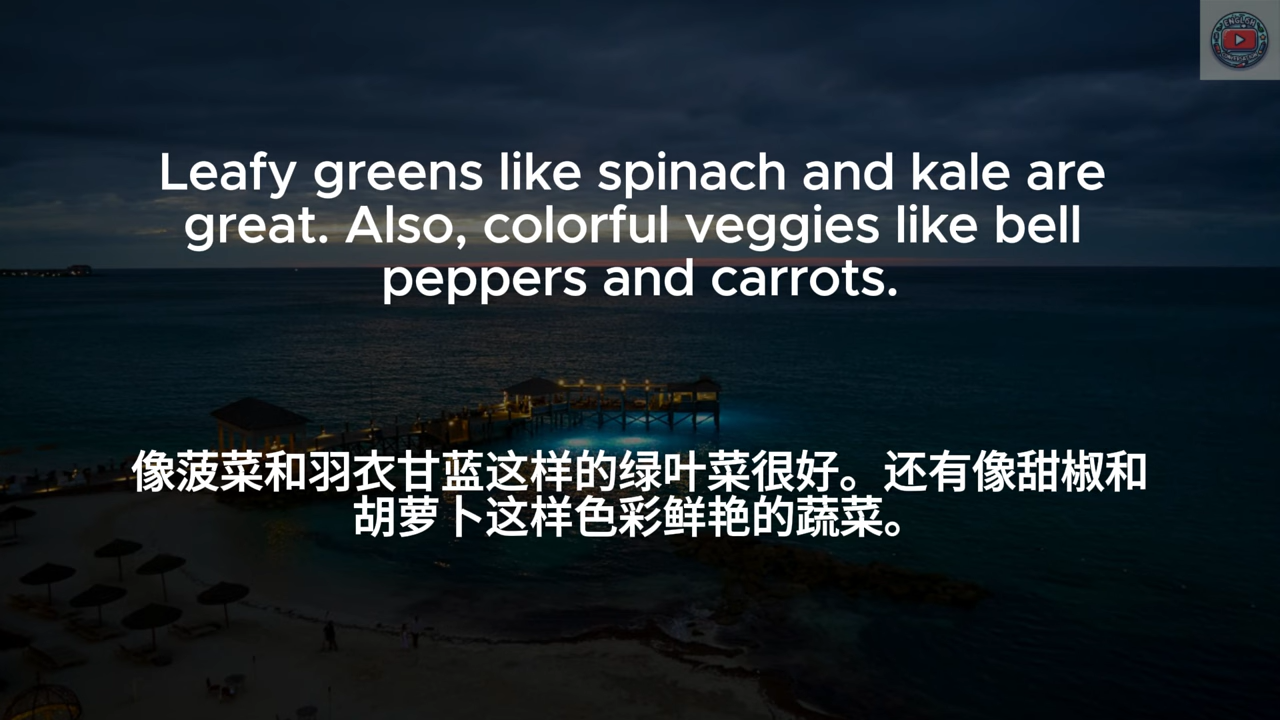 Leafy greens like spinach and kale are
great. Also, colorful veggies like bell
peppers and carrots.
像菠菜和羽衣甘蓝这样的绿叶菜很好。还有像甜椒和
胡萝卜这样色彩鲜艳的蔬菜。